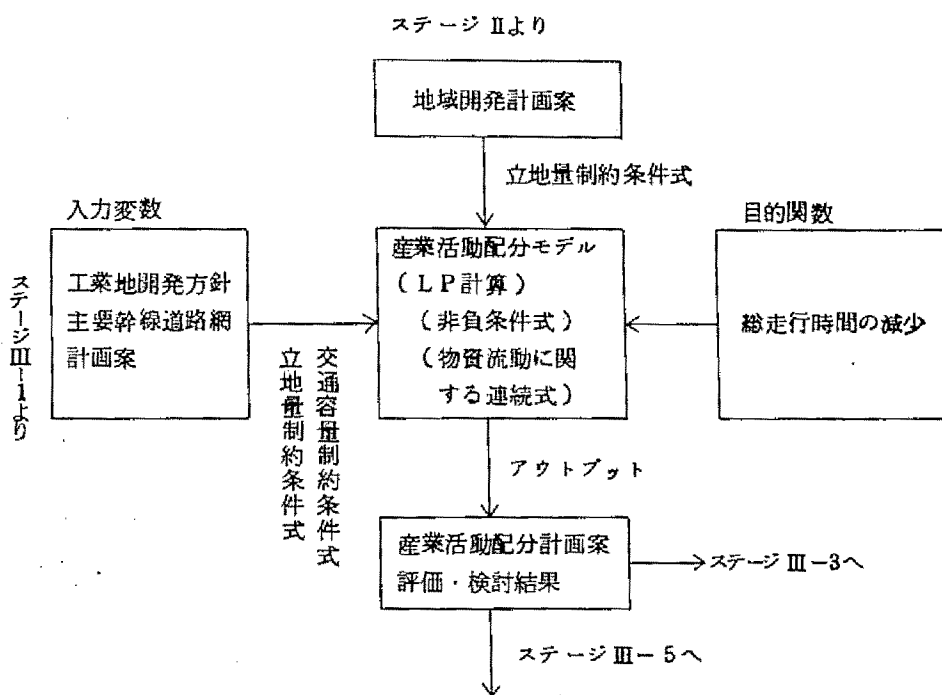 ステージ IIより
地域開発計画案
立地量制約条件式
入力変数
工業地開発方針
主要幹線道路網
計画案
ステージIII-1より
交通容量制約条件式
立地量制約条件式
産業活動配分モデル
(LP計算)
(非負条件式)
(物資流動に関
する連続式)
目的関数
総走行時間の減少
アウトプット
産業活動配分計画案
評価・検討結果
ステージ III-3へ
ステージIII-5へ